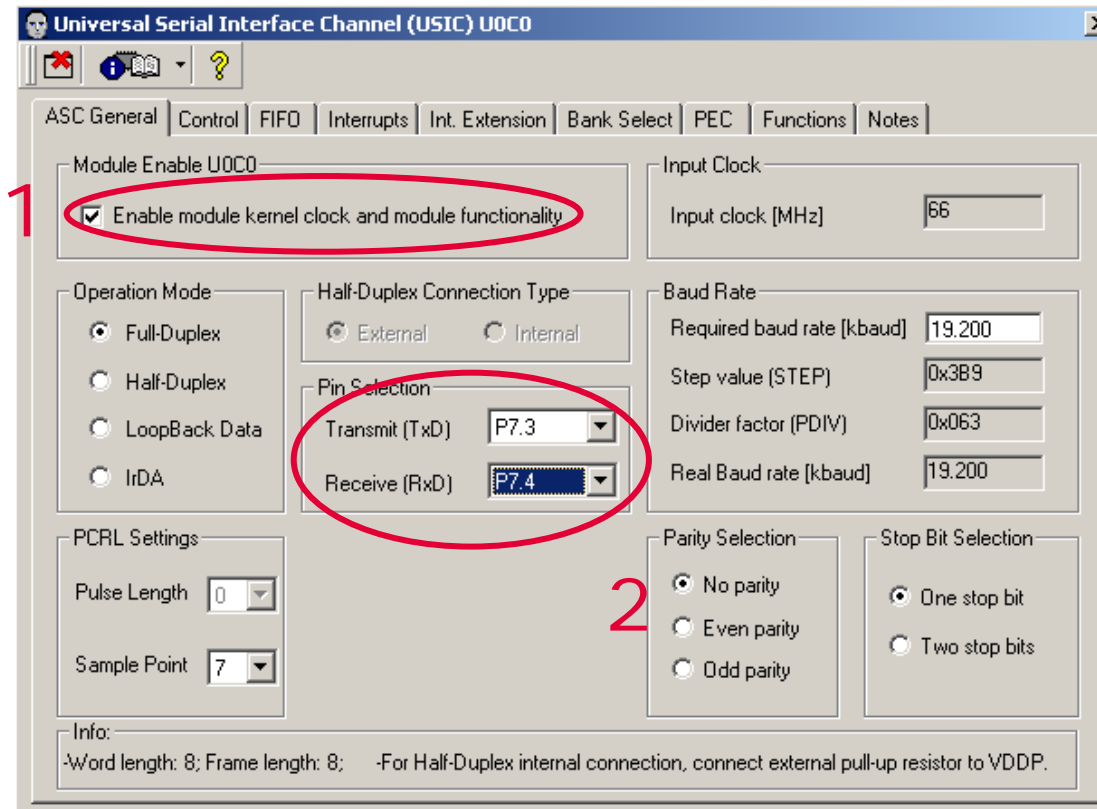 Universal Serial Interface Channel (USIC) U0C0
ASC General Control FIFO Interrupts Int. Extension Bank Select PEC Functions Notes
1
Module Enable U0C0
Enable module kernel clock and module functionality
Input Clock
Input clock [MHz] 66
Operation Mode
Full-Duplex
Half-Duplex
LoopBack Data
IrDA
Half-Duplex Connection Type
External Internal
Pin Selection
Transmit (TxD) P7.3
Receive (RxD) P7.4
Baud Rate
Required baud rate [kbaud] 19.200
Step value (STEP) 0x3B9
Divider factor (PDIV) 0x063
Real Baud rate [kbaud] 19.200
PCRL Settings
Pulse Length 0
Sample Point 7
2
Parity Selection
No parity
Even parity
Odd parity
Stop Bit Selection
One stop bit
Two stop bits
Info:
-Word length: 8; Frame length: 8; -For Half-Duplex internal connection, connect external pull-up resistor to VDDP.